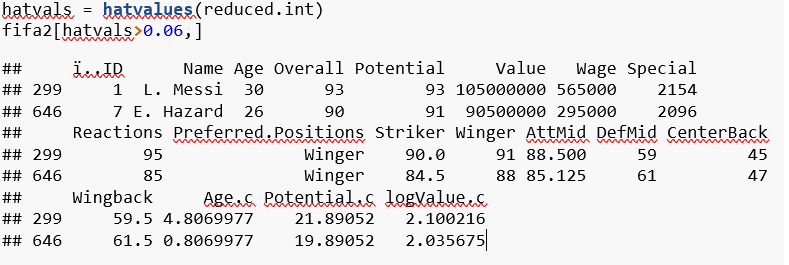 hatvals = hatvalues(reduced.int)
fifa2[hatvals>0.06,]
##     ï..ID      Name Age Overall Potential     Value   Wage Special
## 299     1  L. Messi  30      93        93 105000000 565000    2154
## 646     7 E. Hazard  26      90        91  90500000 295000    2096
##     Reactions Preferred.Positions Striker Winger AttMid DefMid CenterBack
## 299        95              Winger    90.0     91 88.500     59         45
## 646        85              Winger    84.5     88 85.125     61         47
##     Wingback     Age.c Potential.c logValue.c
## 299     59.5 4.8069977    21.89052   2.100216
## 646     61.5 0.8069977    19.89052   2.035675